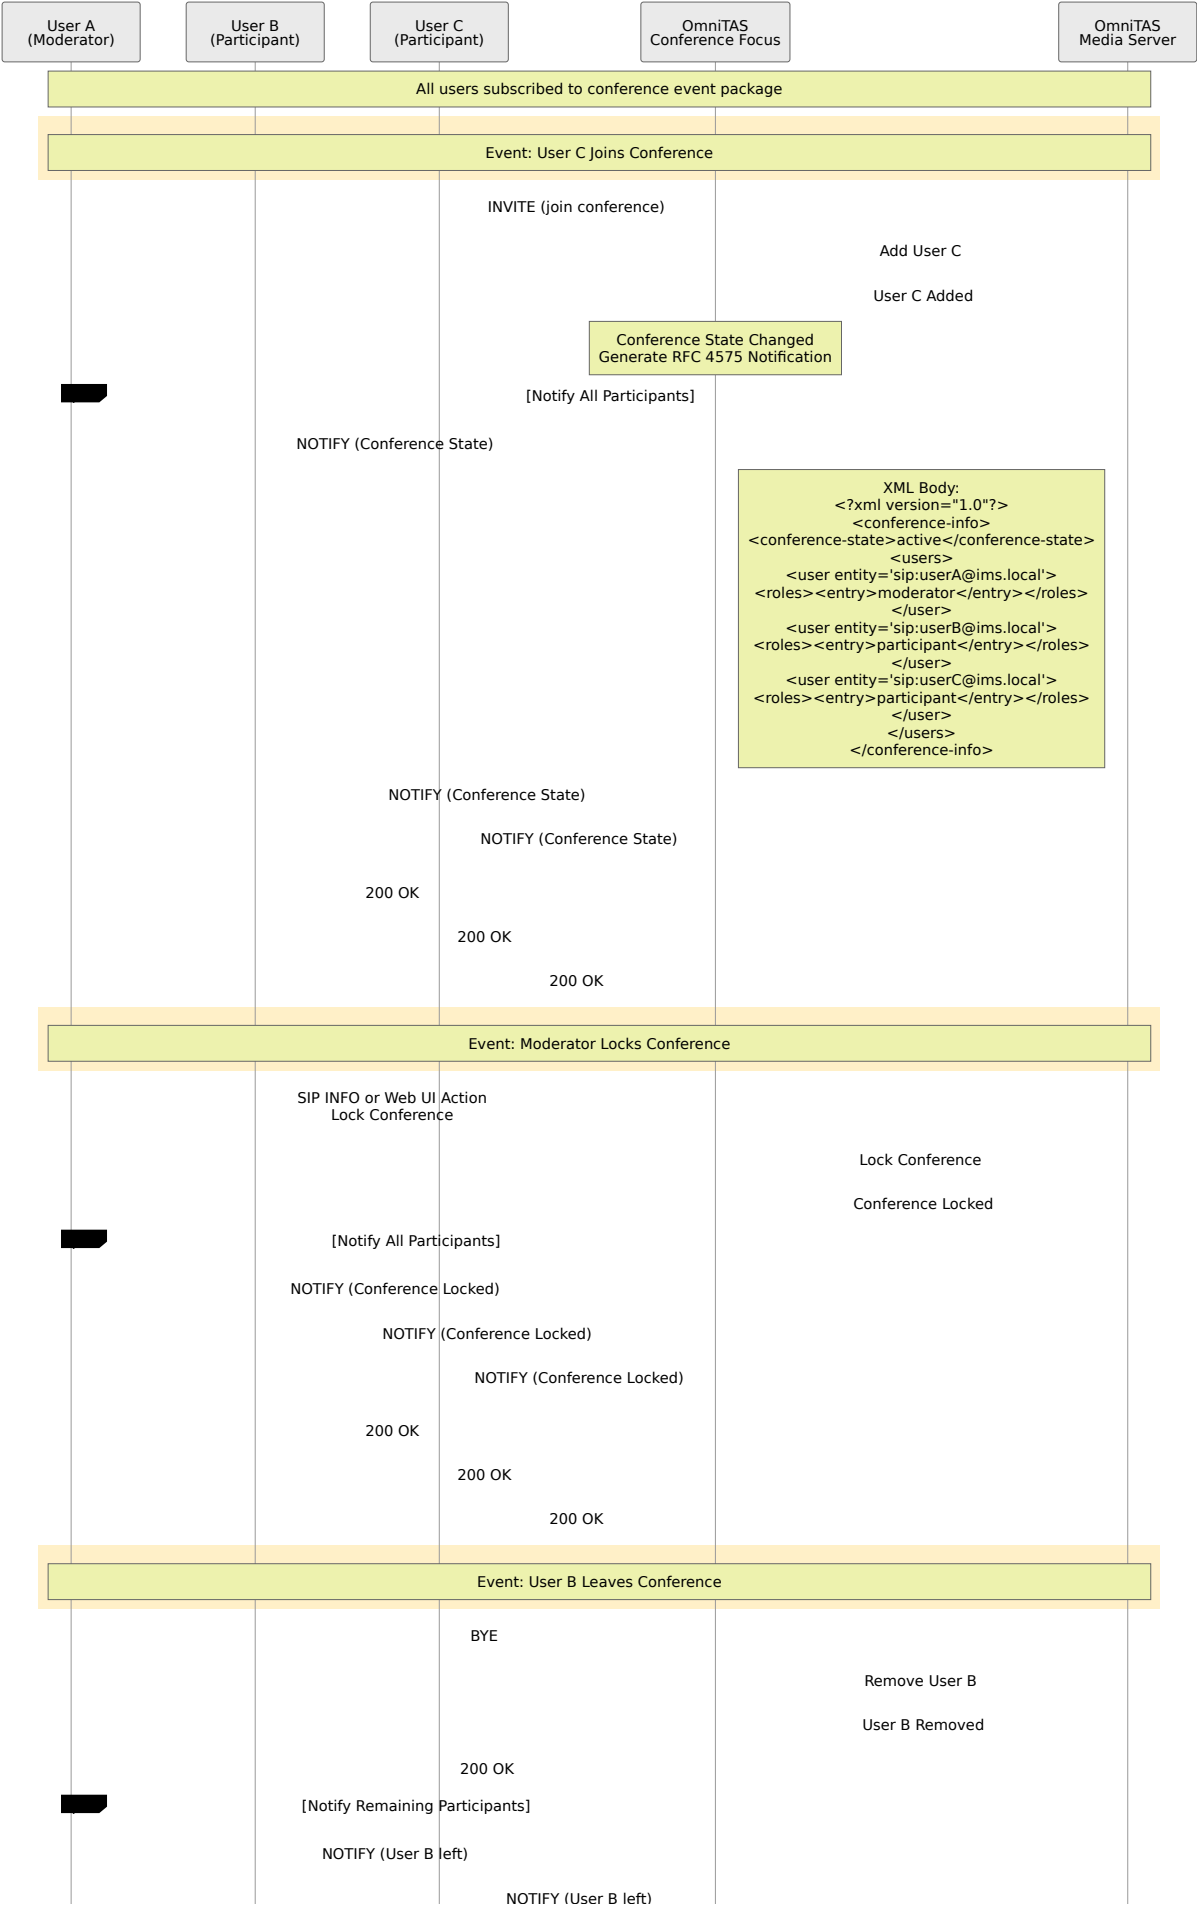 User A
(Moderator)
User B
(Participant)
User C
(Participant)
OmniTAS
Conference Focus
OmniTAS
Media Server
All users subscribed to conference event package
Event: User C Joins Conference
INVITE (join conference)
Add User C
User C Added
Conference State Changed
Generate RFC 4575 Notification
[Notify All Participants]
NOTIFY (Conference State)
XML Body:
<?xml version="1.0"?>
<conference-info>
<conference-state>active</conference-state>
<users>
<user entity='sip:userA@ims.local'>
<roles><entry>moderator</entry></roles>
</user>
<user entity='sip:userB@ims.local'>
<roles><entry>participant</entry></roles>
</user>
<user entity='sip:userC@ims.local'>
<roles><entry>participant</entry></roles>
</user>
</users>
</conference-info>
NOTIFY (Conference State)
NOTIFY (Conference State)
200 OK
200 OK
200 OK
Event: Moderator Locks Conference
SIP INFO or Web UI Action
Lock Conference
Lock Conference
Conference Locked
[Notify All Participants]
NOTIFY (Conference Locked)
NOTIFY (Conference Locked)
NOTIFY (Conference Locked)
200 OK
200 OK
200 OK
Event: User B Leaves Conference
BYE
Remove User B
User B Removed
200 OK
[Notify Remaining Participants]
NOTIFY (User B left)
NOTIFY (User B left)